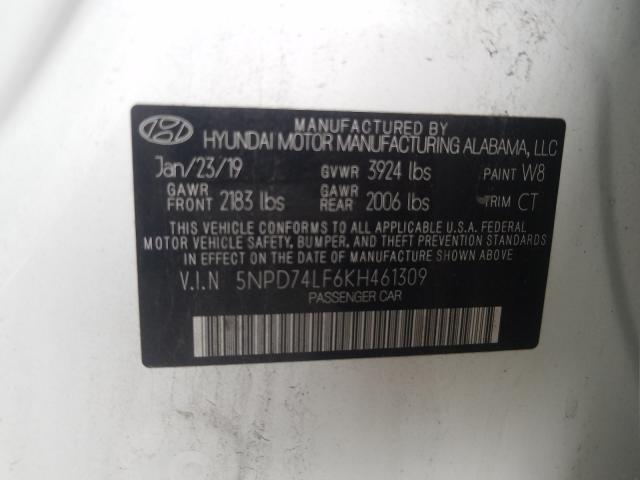 MANUFACTURED BY
HYUNDAI MOTOR MANUFACTURING ALABAMA, LLC
Jan/23/19 GVWR 3924 lbs PAINT W8
GAWR FRONT 2183 lbs GAWR REAR 2006 lbs TRIM CT
THIS VEHICLE CONFORMS TO ALL APPLICABLE U.S.A. FEDERAL
MOTOR VEHICLE SAFETY, BUMPER, AND THEFT PREVENTION STANDARDS
IN EFFECT ON THE DATE OF MANUFACTURE SHOWN ABOVE.
V.I.N 5NPD74LF6KH461309
PASSENGER CAR